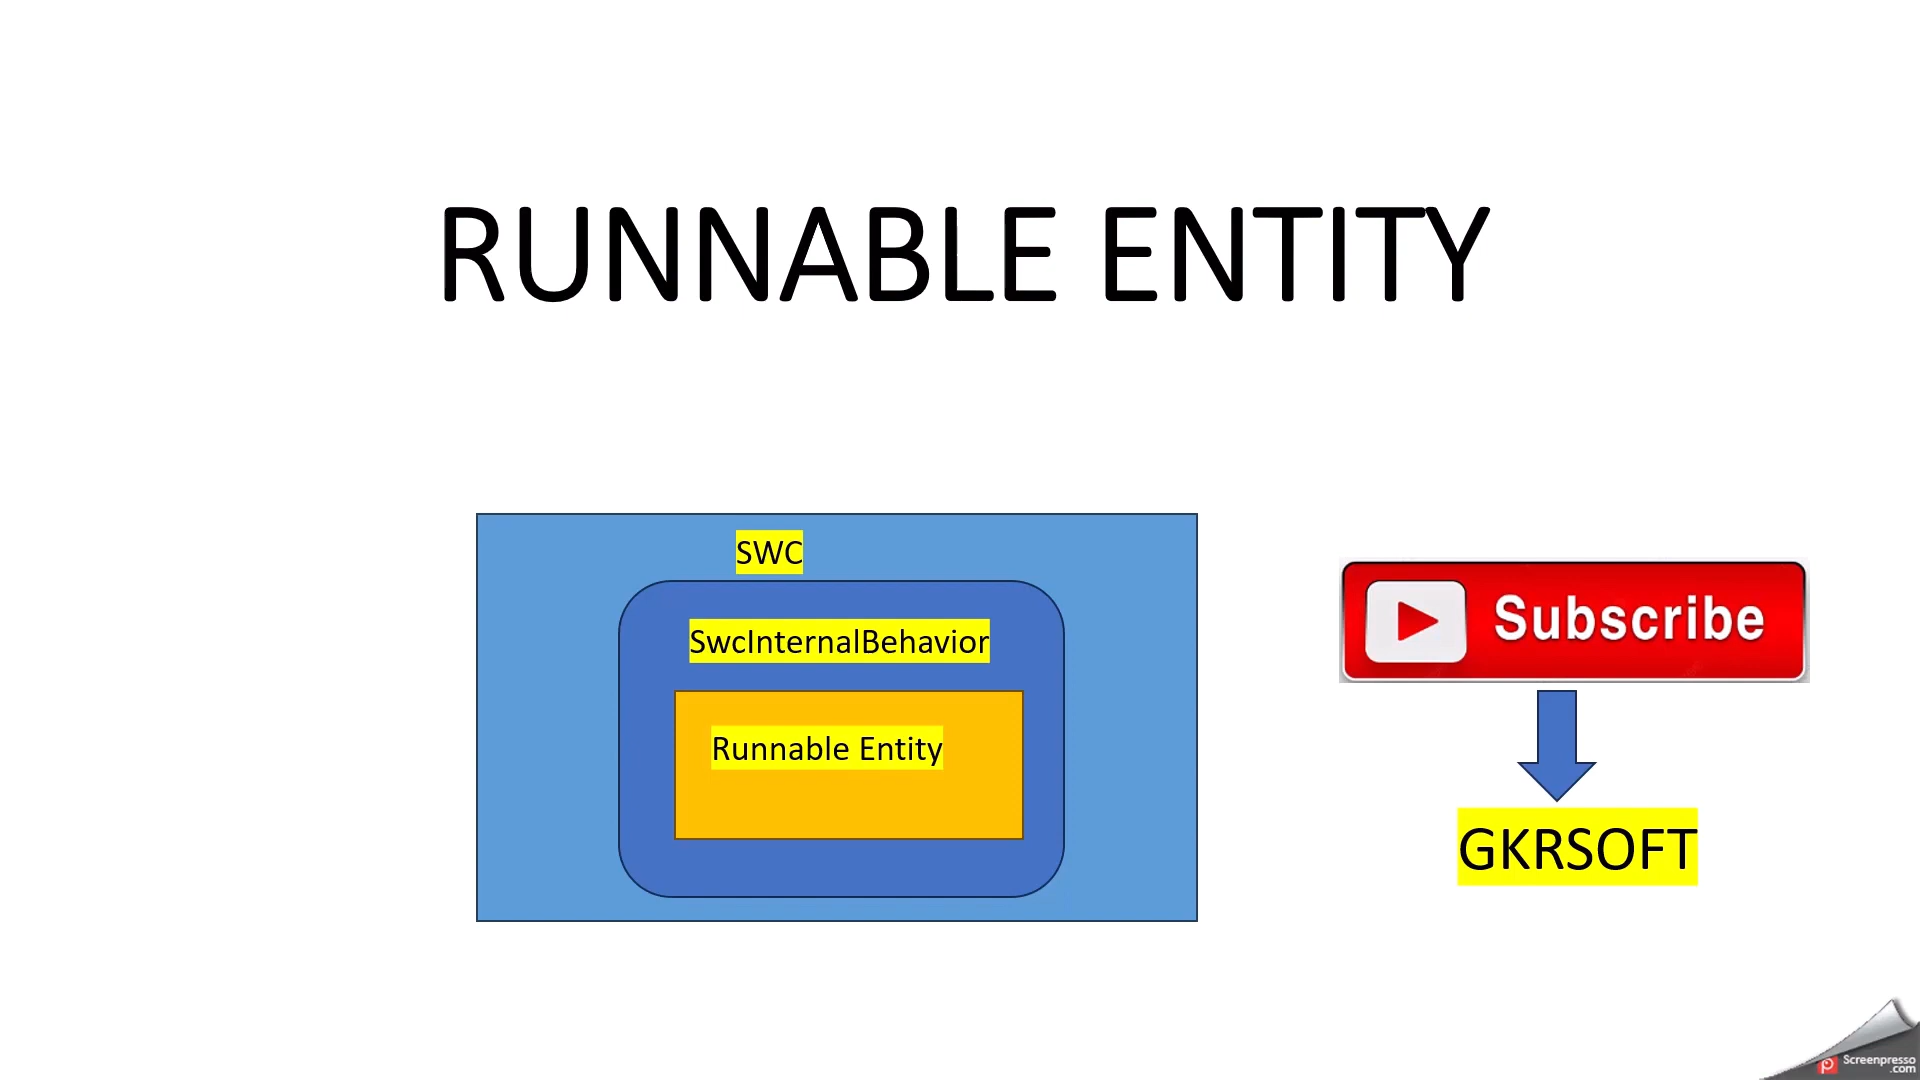 RUNNABLE ENTITY
SWC
SwcInternalBehavior
Runnable Entity
Subscribe
GKRSOFT
Screenpresso
.com